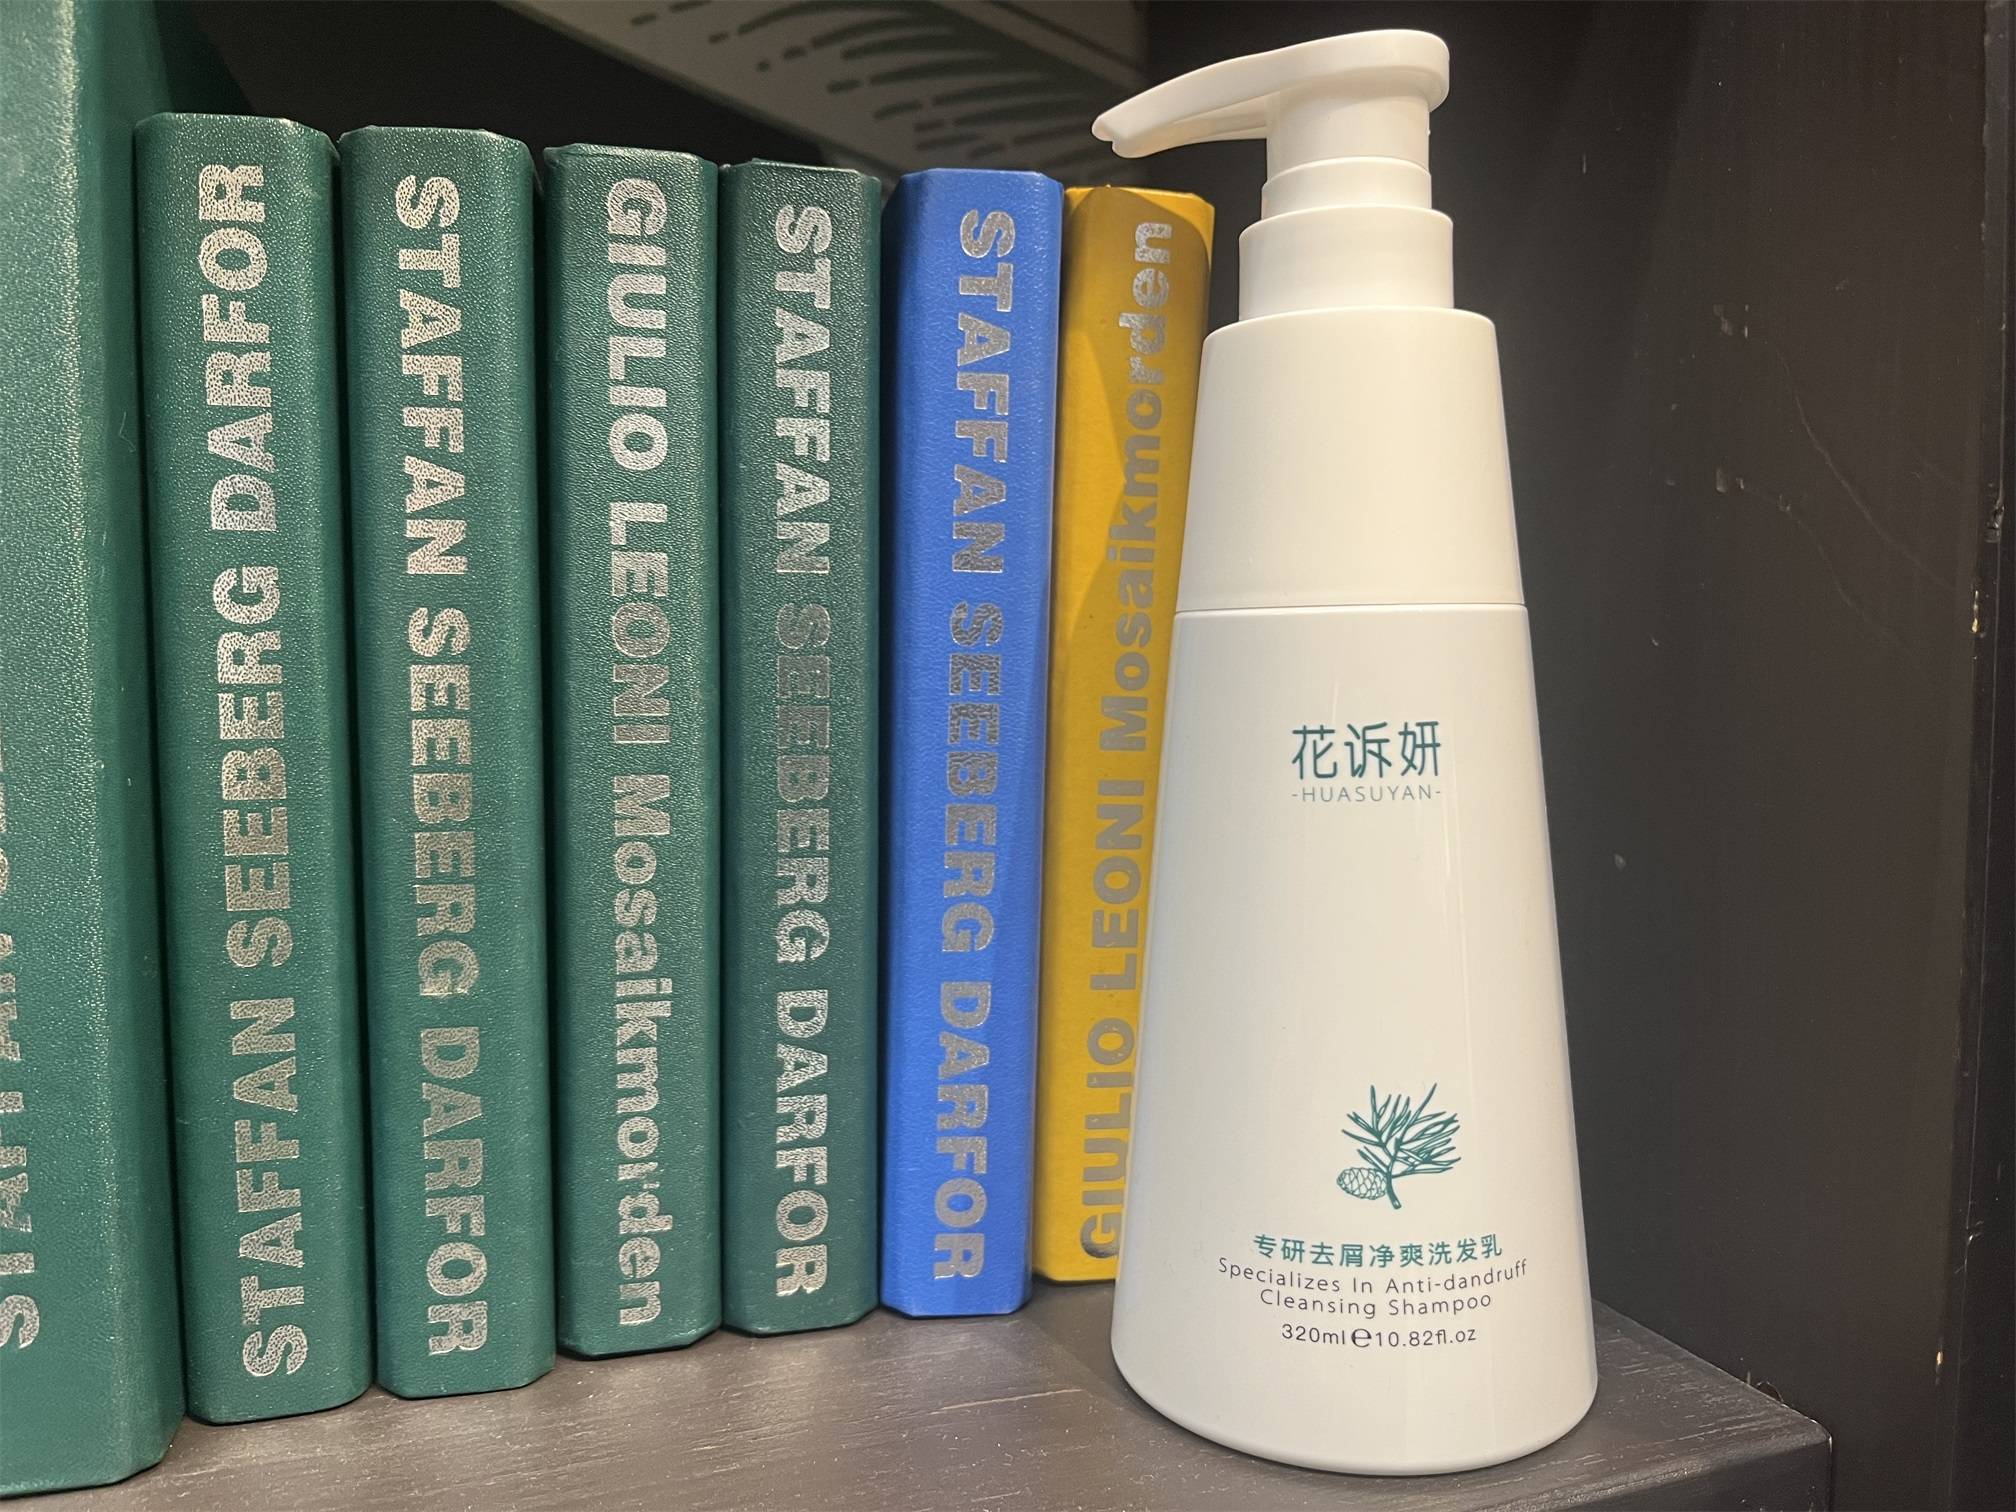 STAFFAN SEEBERG DARFOR
STAFFAN SEEBERG DARFOR
GIULIO LEONI Mosaikmorden
STAFFAN SEEBERG DARFOR
STAFFAN SEEBERG DARFOR
GIULIO LEONI Mosaikmorden
花诉妍
-HUASUYAN-
专研去屑净爽洗发乳
Specializes In Anti-dandruff
Cleansing Shampoo
320ml℮10.82fl.oz